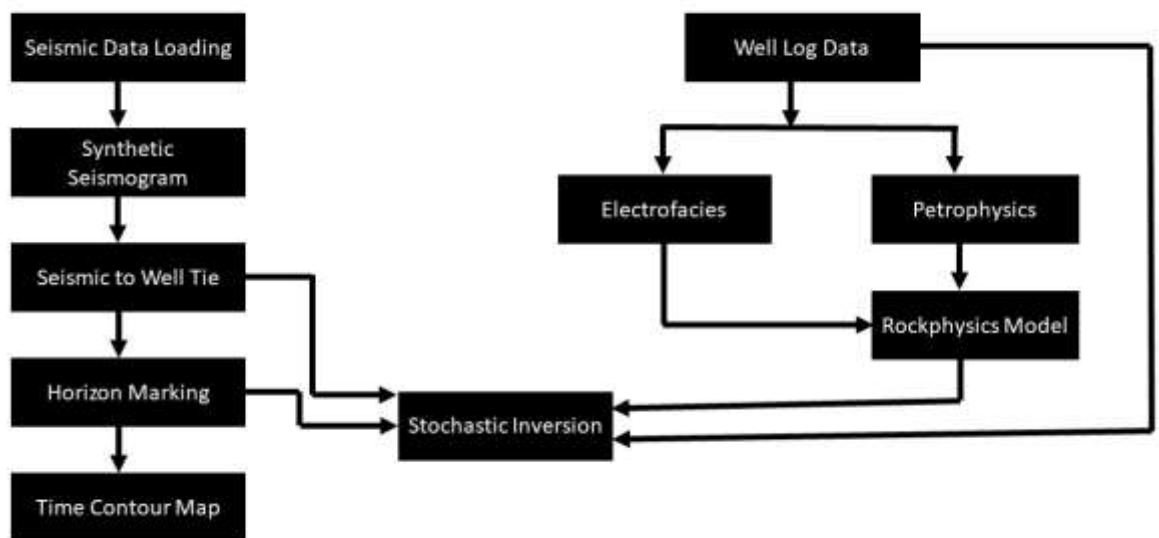 Seismic Data Loading
Synthetic
Seismogram
Seismic to Well Tie
Horizon Marking
Time Contour Map
Well Log Data
Electrofacies
Petrophysics
Rockphysics Model
Stochastic Inversion